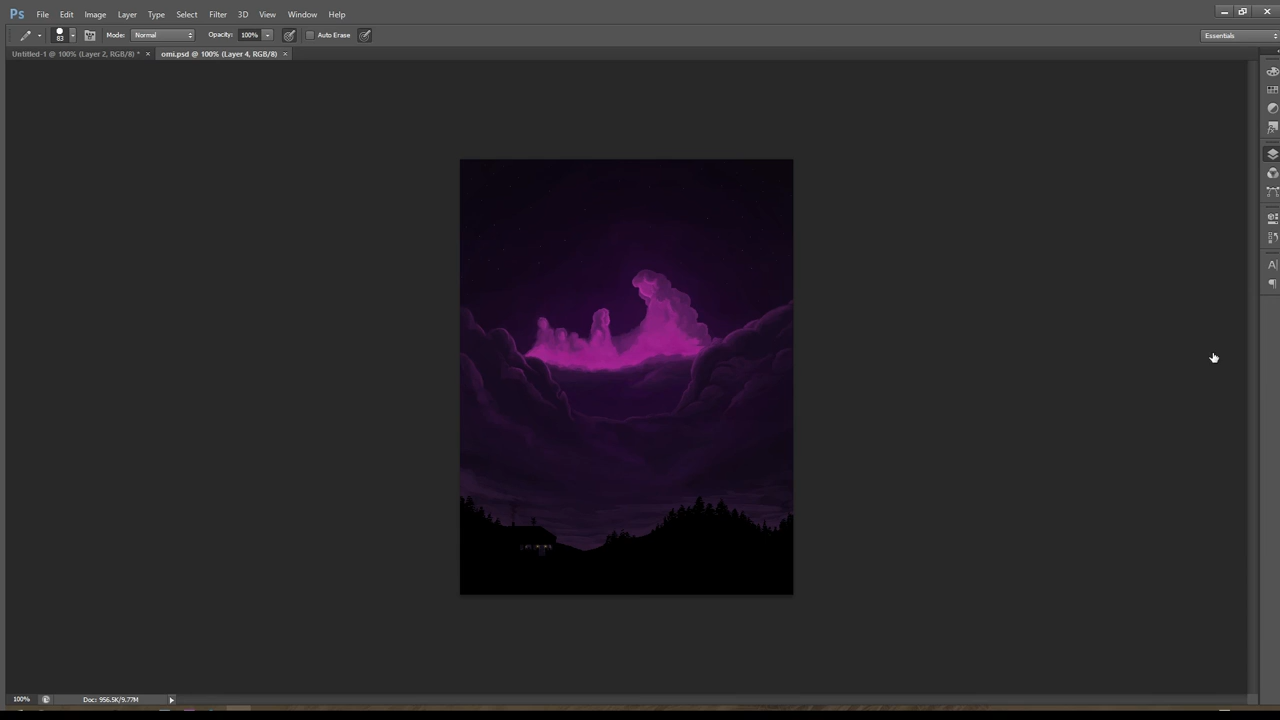 Ps File Edit Image Layer Type Select Filter 3D View Window Help
83 Mode: Normal Opacity: 100% Auto Erase Essentials
Untitled-1 @ 100% (Layer 2, RGB/8) * × omi.psd @ 100% (Layer 4, RGB/8) ×
100% Doc: 956.5K/9.77M